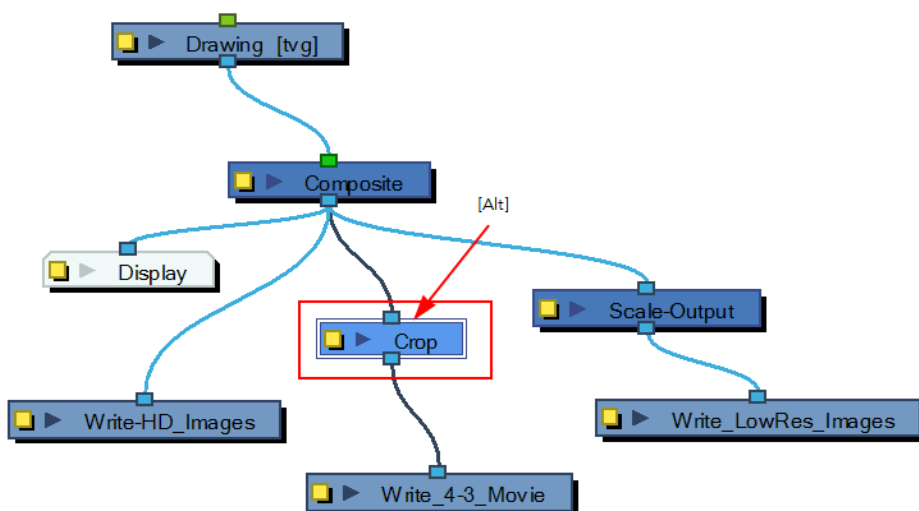 Drawing [tvg]
Composite
[Alt]
Display
Scale-Output
Crop
Write-HD_Images
Write_LowRes_Images
Write_4-3_Movie